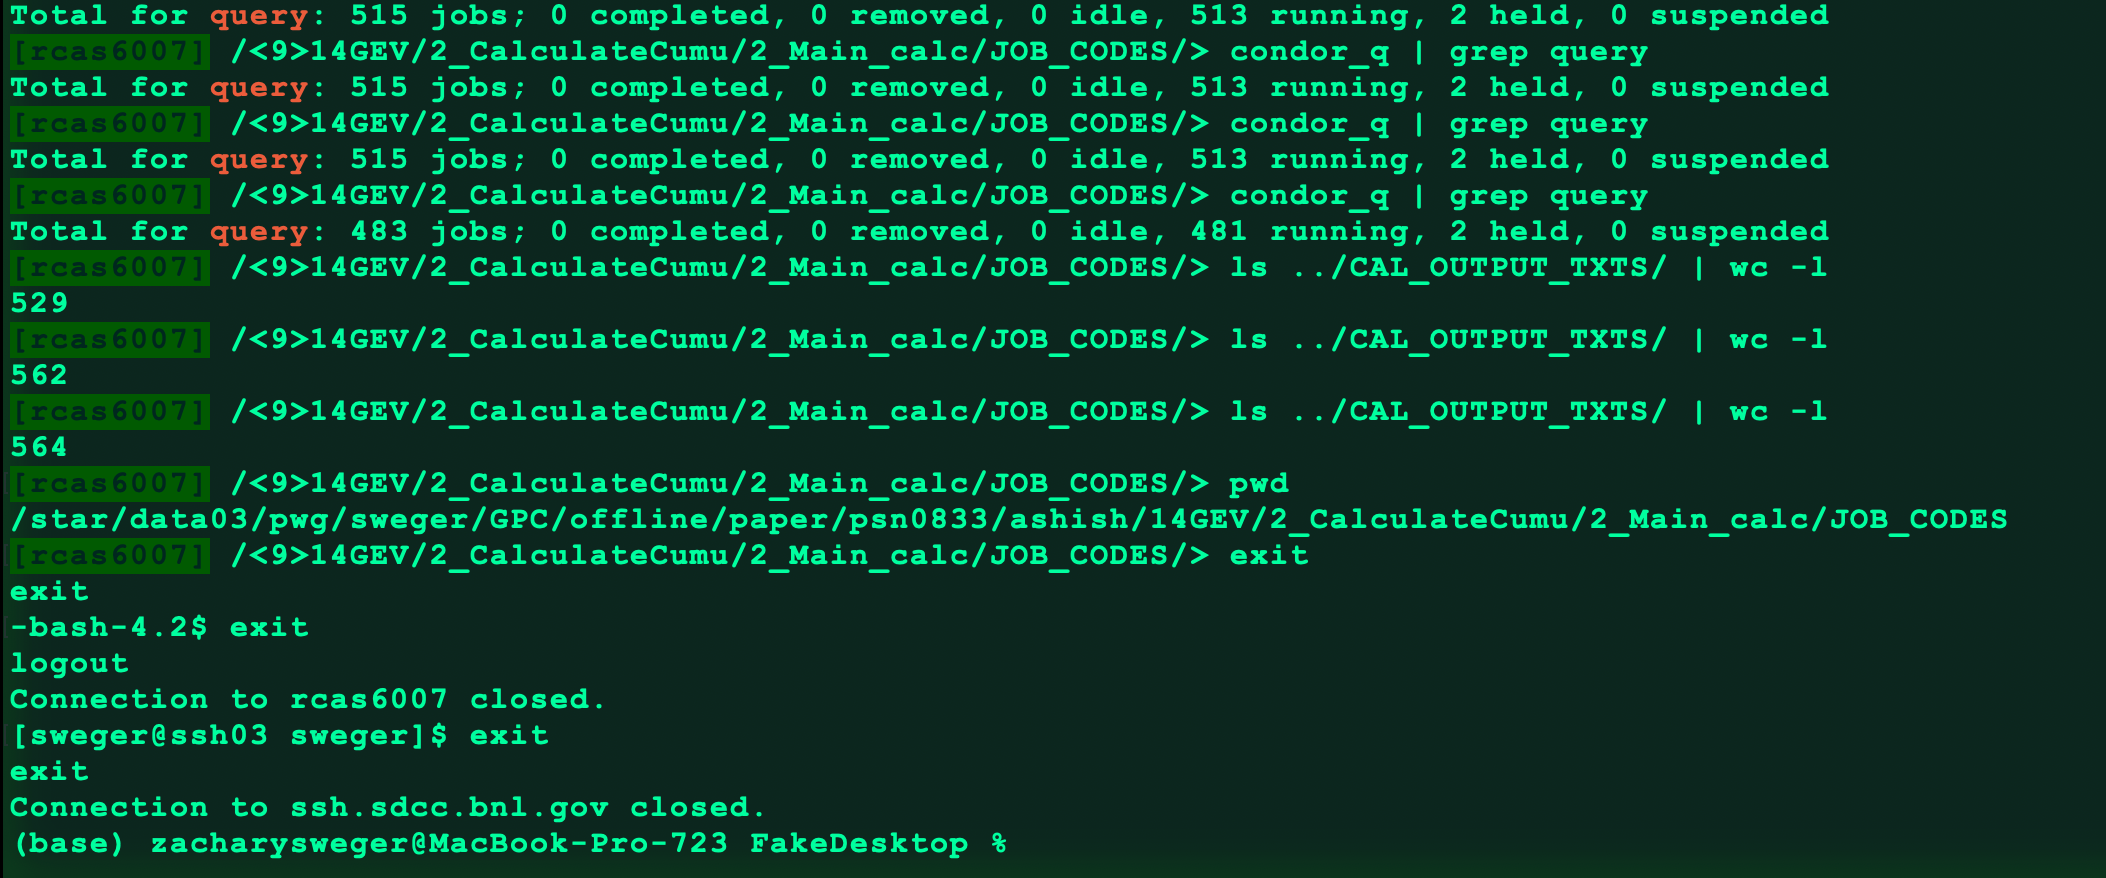 Total for query: 515 jobs; 0 completed, 0 removed, 0 idle, 513 running, 2 held, 0 suspended
[rcas6007] /<9>14GEV/2_CalculateCumu/2_Main_calc/JOB_CODES/> condor_q | grep query
Total for query: 515 jobs; 0 completed, 0 removed, 0 idle, 513 running, 2 held, 0 suspended
[rcas6007] /<9>14GEV/2_CalculateCumu/2_Main_calc/JOB_CODES/> condor_q | grep query
Total for query: 515 jobs; 0 completed, 0 removed, 0 idle, 513 running, 2 held, 0 suspended
[rcas6007] /<9>14GEV/2_CalculateCumu/2_Main_calc/JOB_CODES/> condor_q | grep query
Total for query: 483 jobs; 0 completed, 0 removed, 0 idle, 481 running, 2 held, 0 suspended
[rcas6007] /<9>14GEV/2_CalculateCumu/2_Main_calc/JOB_CODES/> ls ../CAL_OUTPUT_TXTS/ | wc -l
529
[rcas6007] /<9>14GEV/2_CalculateCumu/2_Main_calc/JOB_CODES/> ls ../CAL_OUTPUT_TXTS/ | wc -l
562
[rcas6007] /<9>14GEV/2_CalculateCumu/2_Main_calc/JOB_CODES/> ls ../CAL_OUTPUT_TXTS/ | wc -l
564
[rcas6007] /<9>14GEV/2_CalculateCumu/2_Main_calc/JOB_CODES/> pwd
/star/data03/pwg/sweger/GPC/offline/paper/psn0833/ashish/14GEV/2_CalculateCumu/2_Main_calc/JOB_CODES
[rcas6007] /<9>14GEV/2_CalculateCumu/2_Main_calc/JOB_CODES/> exit
exit
-bash-4.2$ exit
logout
Connection to rcas6007 closed.
[sweger@ssh03 sweger]$ exit
exit
Connection to ssh.sdcc.bnl.gov closed.
(base) zacharysweger@MacBook-Pro-723 FakeDesktop %